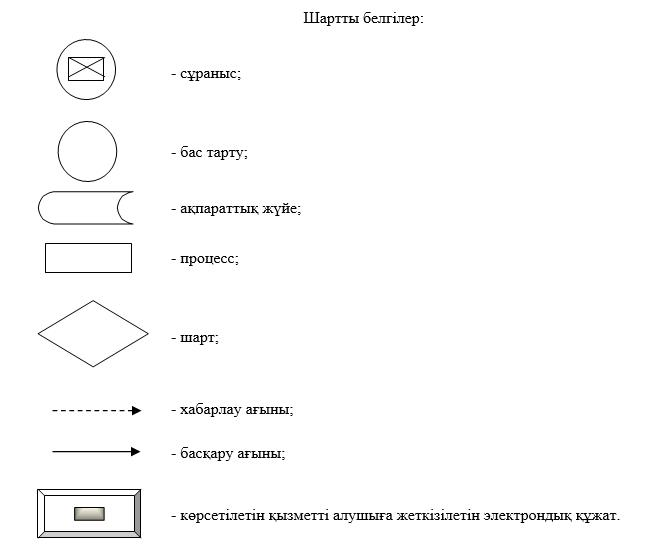 Шартты белгілер:
- сұраныс;
- бас тарту;
- ақпараттық жүйе;
- процесс;
- шарт;
- хабарлау ағыны;
- басқару ағыны;
- көрсетілетін қызметті алушыға жеткізілетін электрондық құжат.